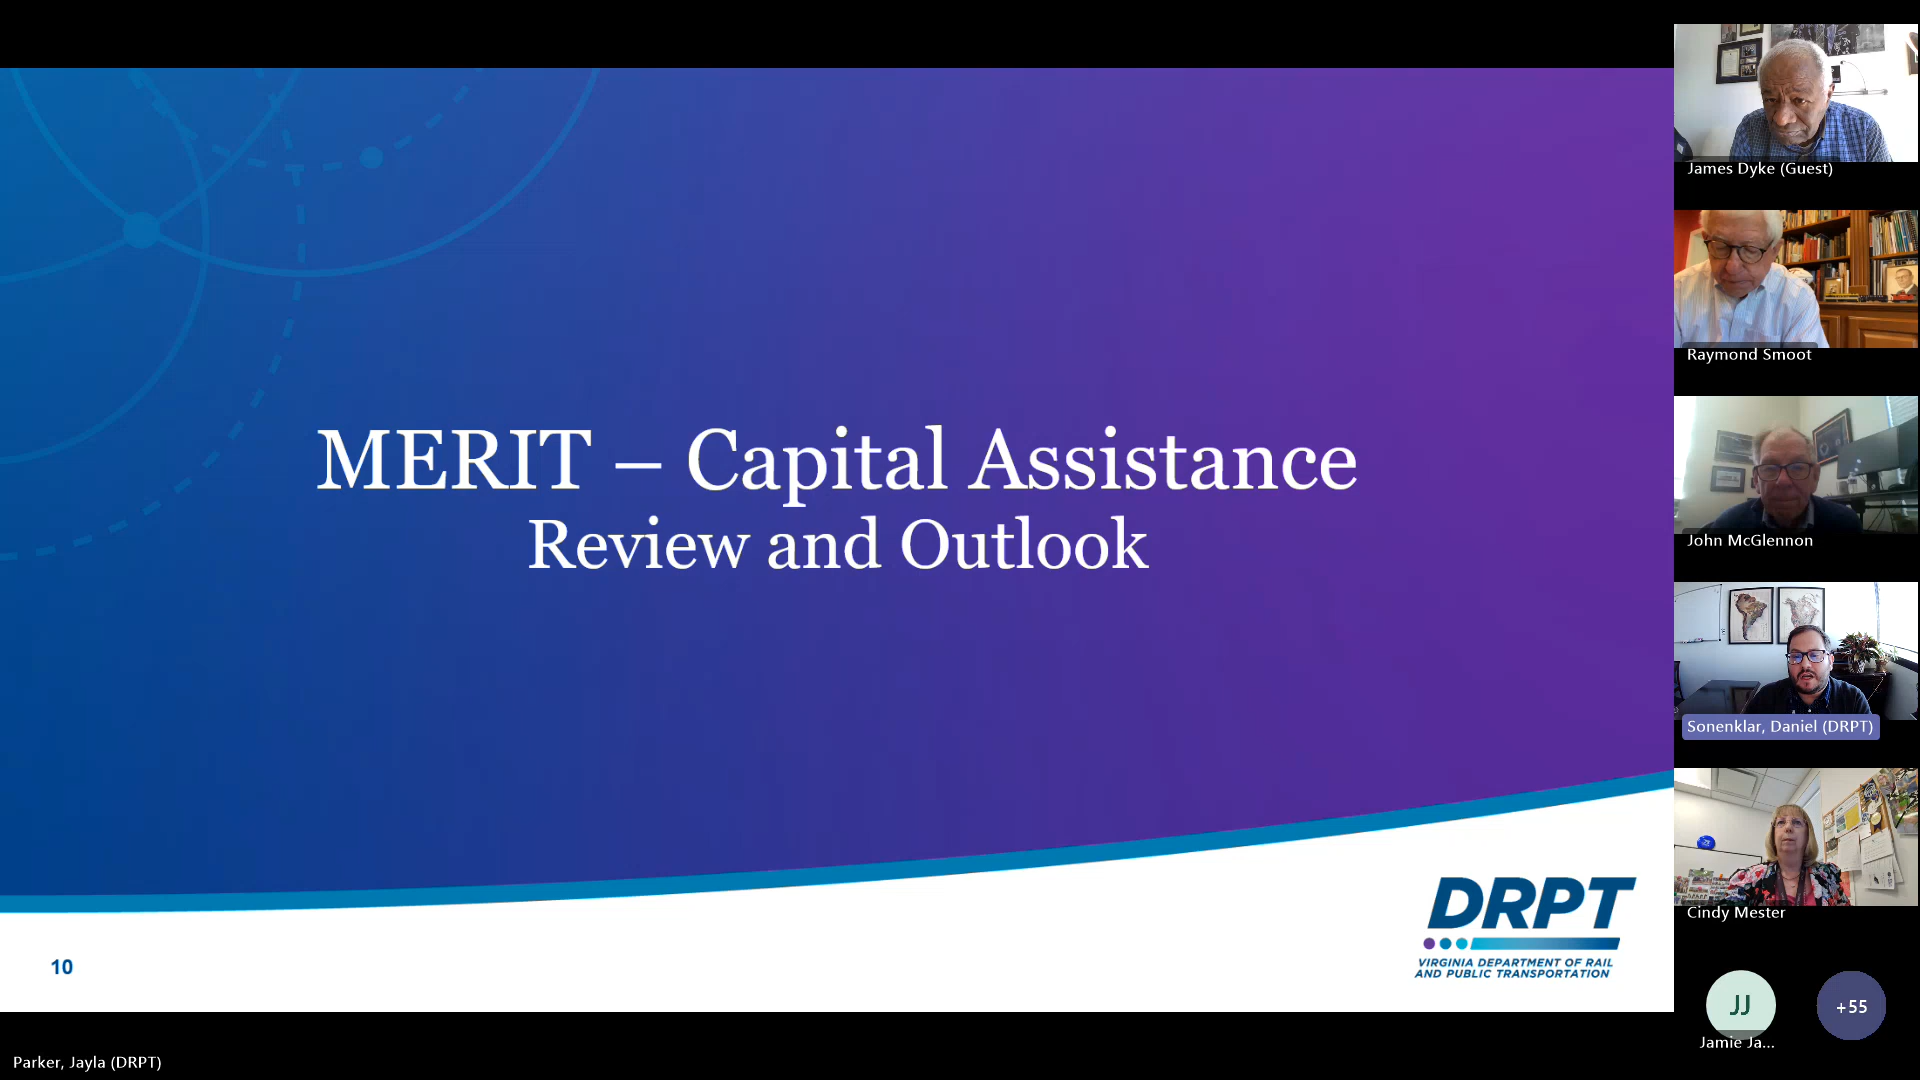 MERIT – Capital Assistance
Review and Outlook
10
DRPT
VIRGINIA DEPARTMENT OF RAIL
AND PUBLIC TRANSPORTATION
Parker, Jayla (DRPT)
James Dyke (Guest)
Raymond Smoot
John McGlennon
Sonenklar, Daniel (DRPT)
Cindy Mester
JJ
+55
Jamie Ja...